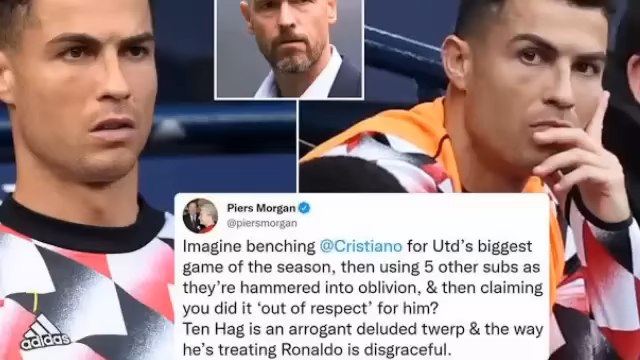 Piers Morgan
@piersmorgan
Imagine benching @Cristiano for Utd's biggest
game of the season, then using 5 other subs as
they're hammered into oblivion, & then claiming
you did it ‘out of respect’ for him?
Ten Hag is an arrogant deluded twerp & the way
he's treating Ronaldo is disgraceful.
adidas